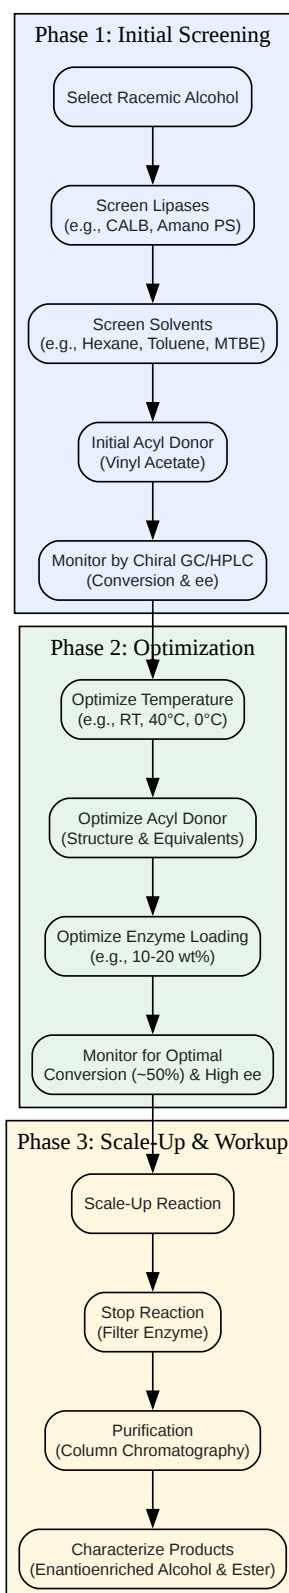 Phase 1: Initial Screening
Select Racemic Alcohol
Screen Lipases
(e.g., CALB, Amano PS)
Screen Solvents
(e.g., Hexane, Toluene, MTBE)
Initial Acyl Donor
(Vinyl Acetate)
Monitor by Chiral GC/HPLC
(Conversion & ee)
Phase 2: Optimization
Optimize Temperature
(e.g., RT, 40°C, 0°C)
Optimize Acyl Donor
(Structure & Equivalents)
Optimize Enzyme Loading
(e.g., 10-20 wt%)
Monitor for Optimal
Conversion (~50%) & High ee
Phase 3: Scale-Up & Workup
Scale-Up Reaction
Stop Reaction
(Filter Enzyme)
Purification
(Column Chromatography)
Characterize Products
(Enantioenriched Alcohol & Ester)